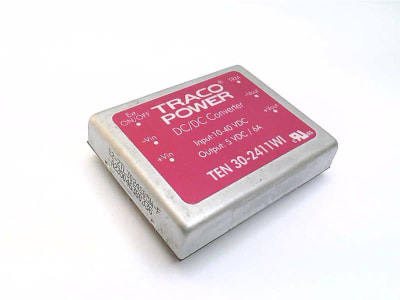 Ext
ON/OFF
–Vin
+Vin
TRACO
POWER
DC/DC Converter
Input:10-40 VDC
Output: 5 VDC / 6A
TEN 30-2411WI
–Vout
+Vout